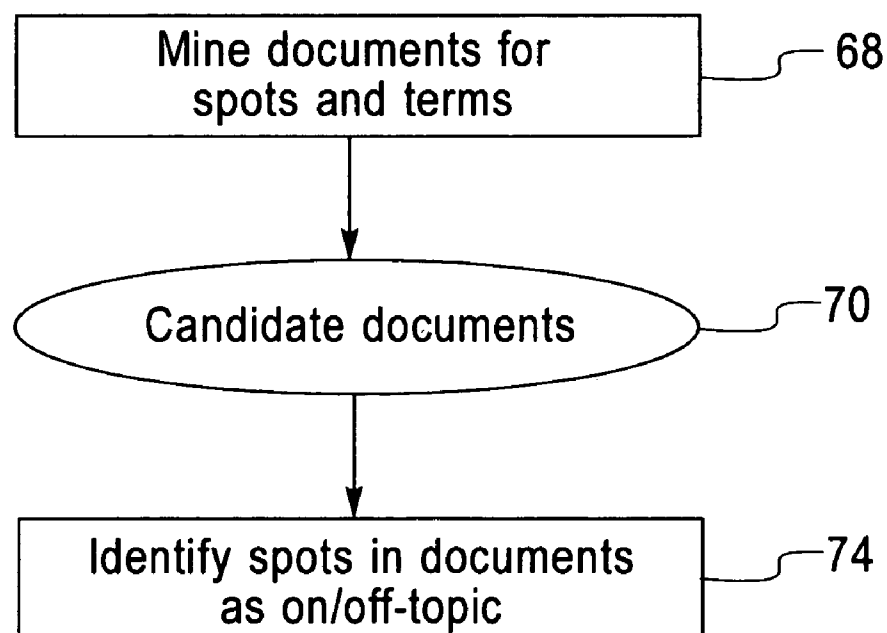 Mine documents for
spots and terms
68
Candidate documents
70
Identify spots in documents
as on/off-topic
74